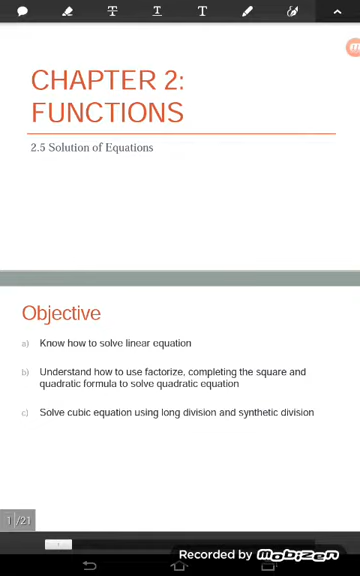 CHAPTER 2:
FUNCTIONS
2.5 Solution of Equations
Objective
a) Know how to solve linear equation
b) Understand how to use factorize, completing the square and
quadratic formula to solve quadratic equation
c) Solve cubic equation using long division and synthetic division
1/21
Recorded by Mobizen